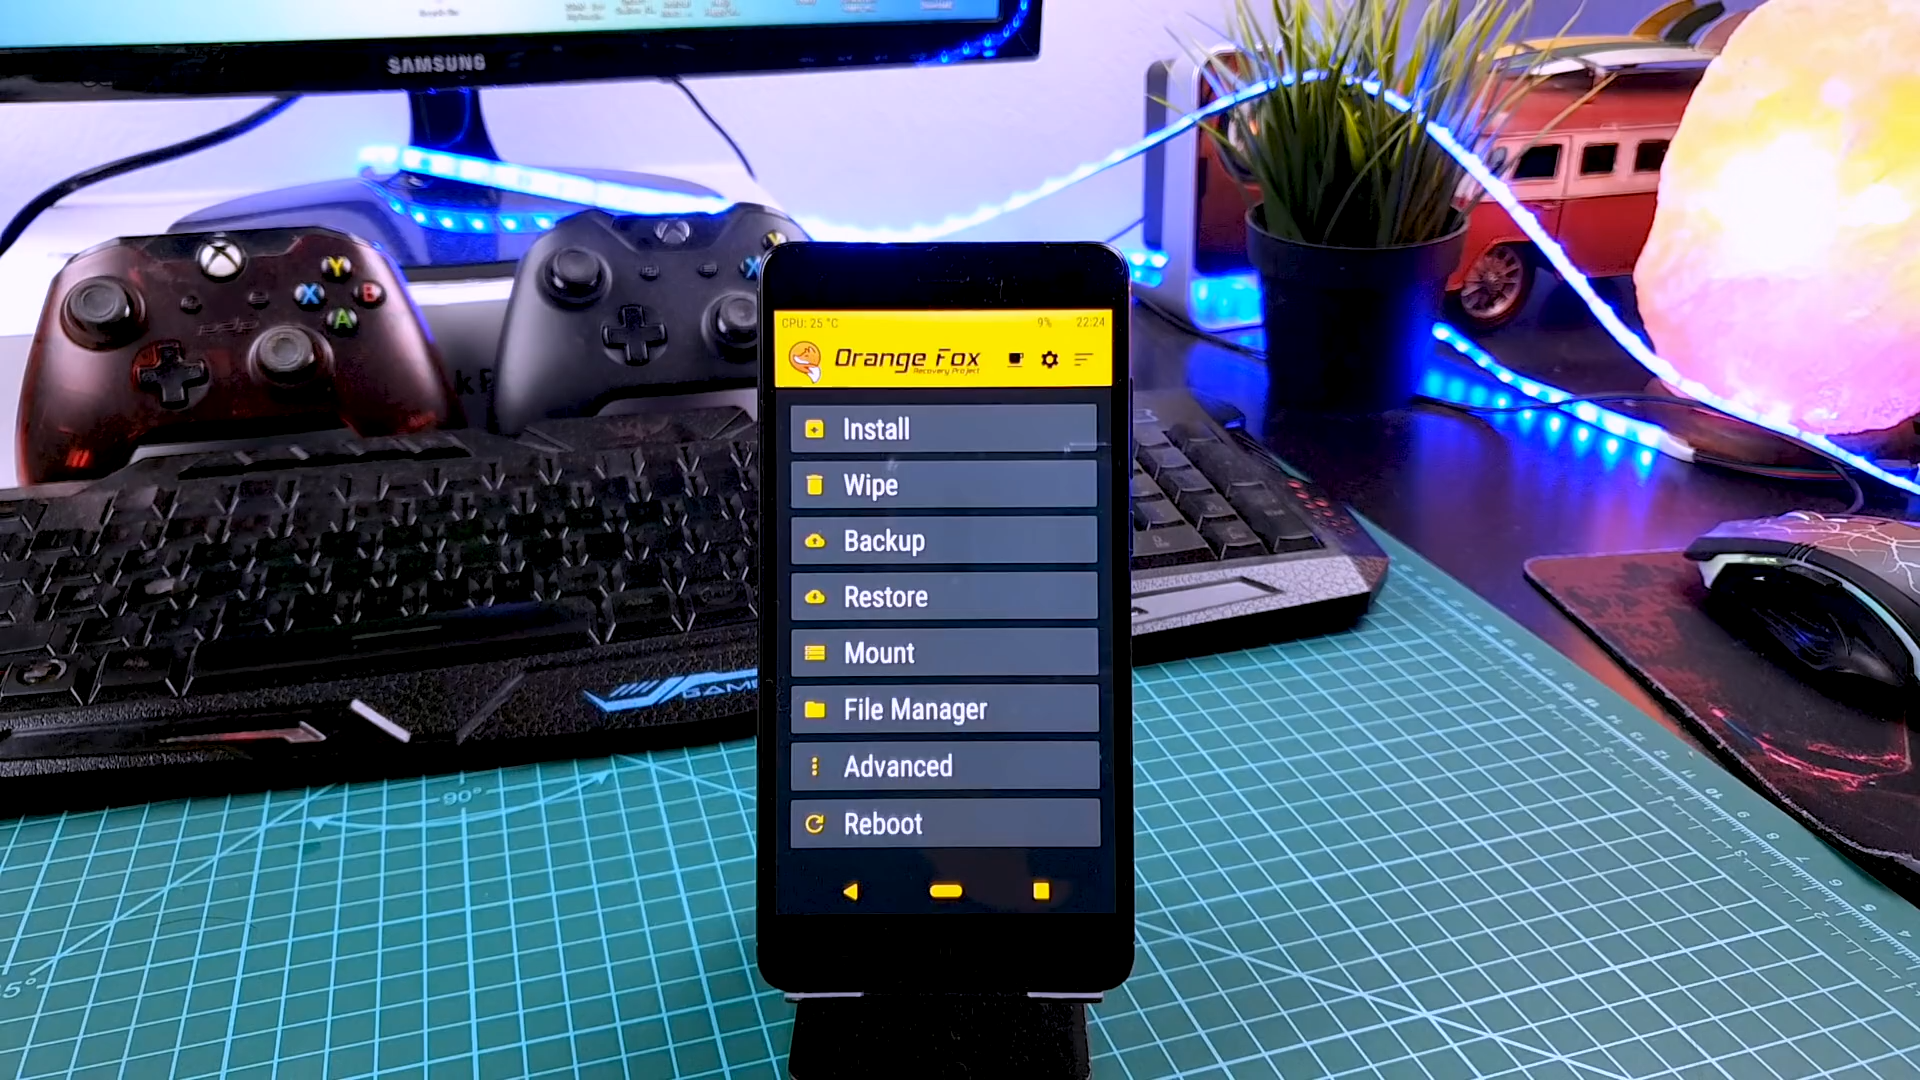 SAMSUNG
Y
X
B
A
pdp
X
CPU: 25 °C
9%
22:24
Orange Fox
Recovery Project
Install
Wipe
Backup
Restore
Mount
File Manager
Advanced
Reboot
90°